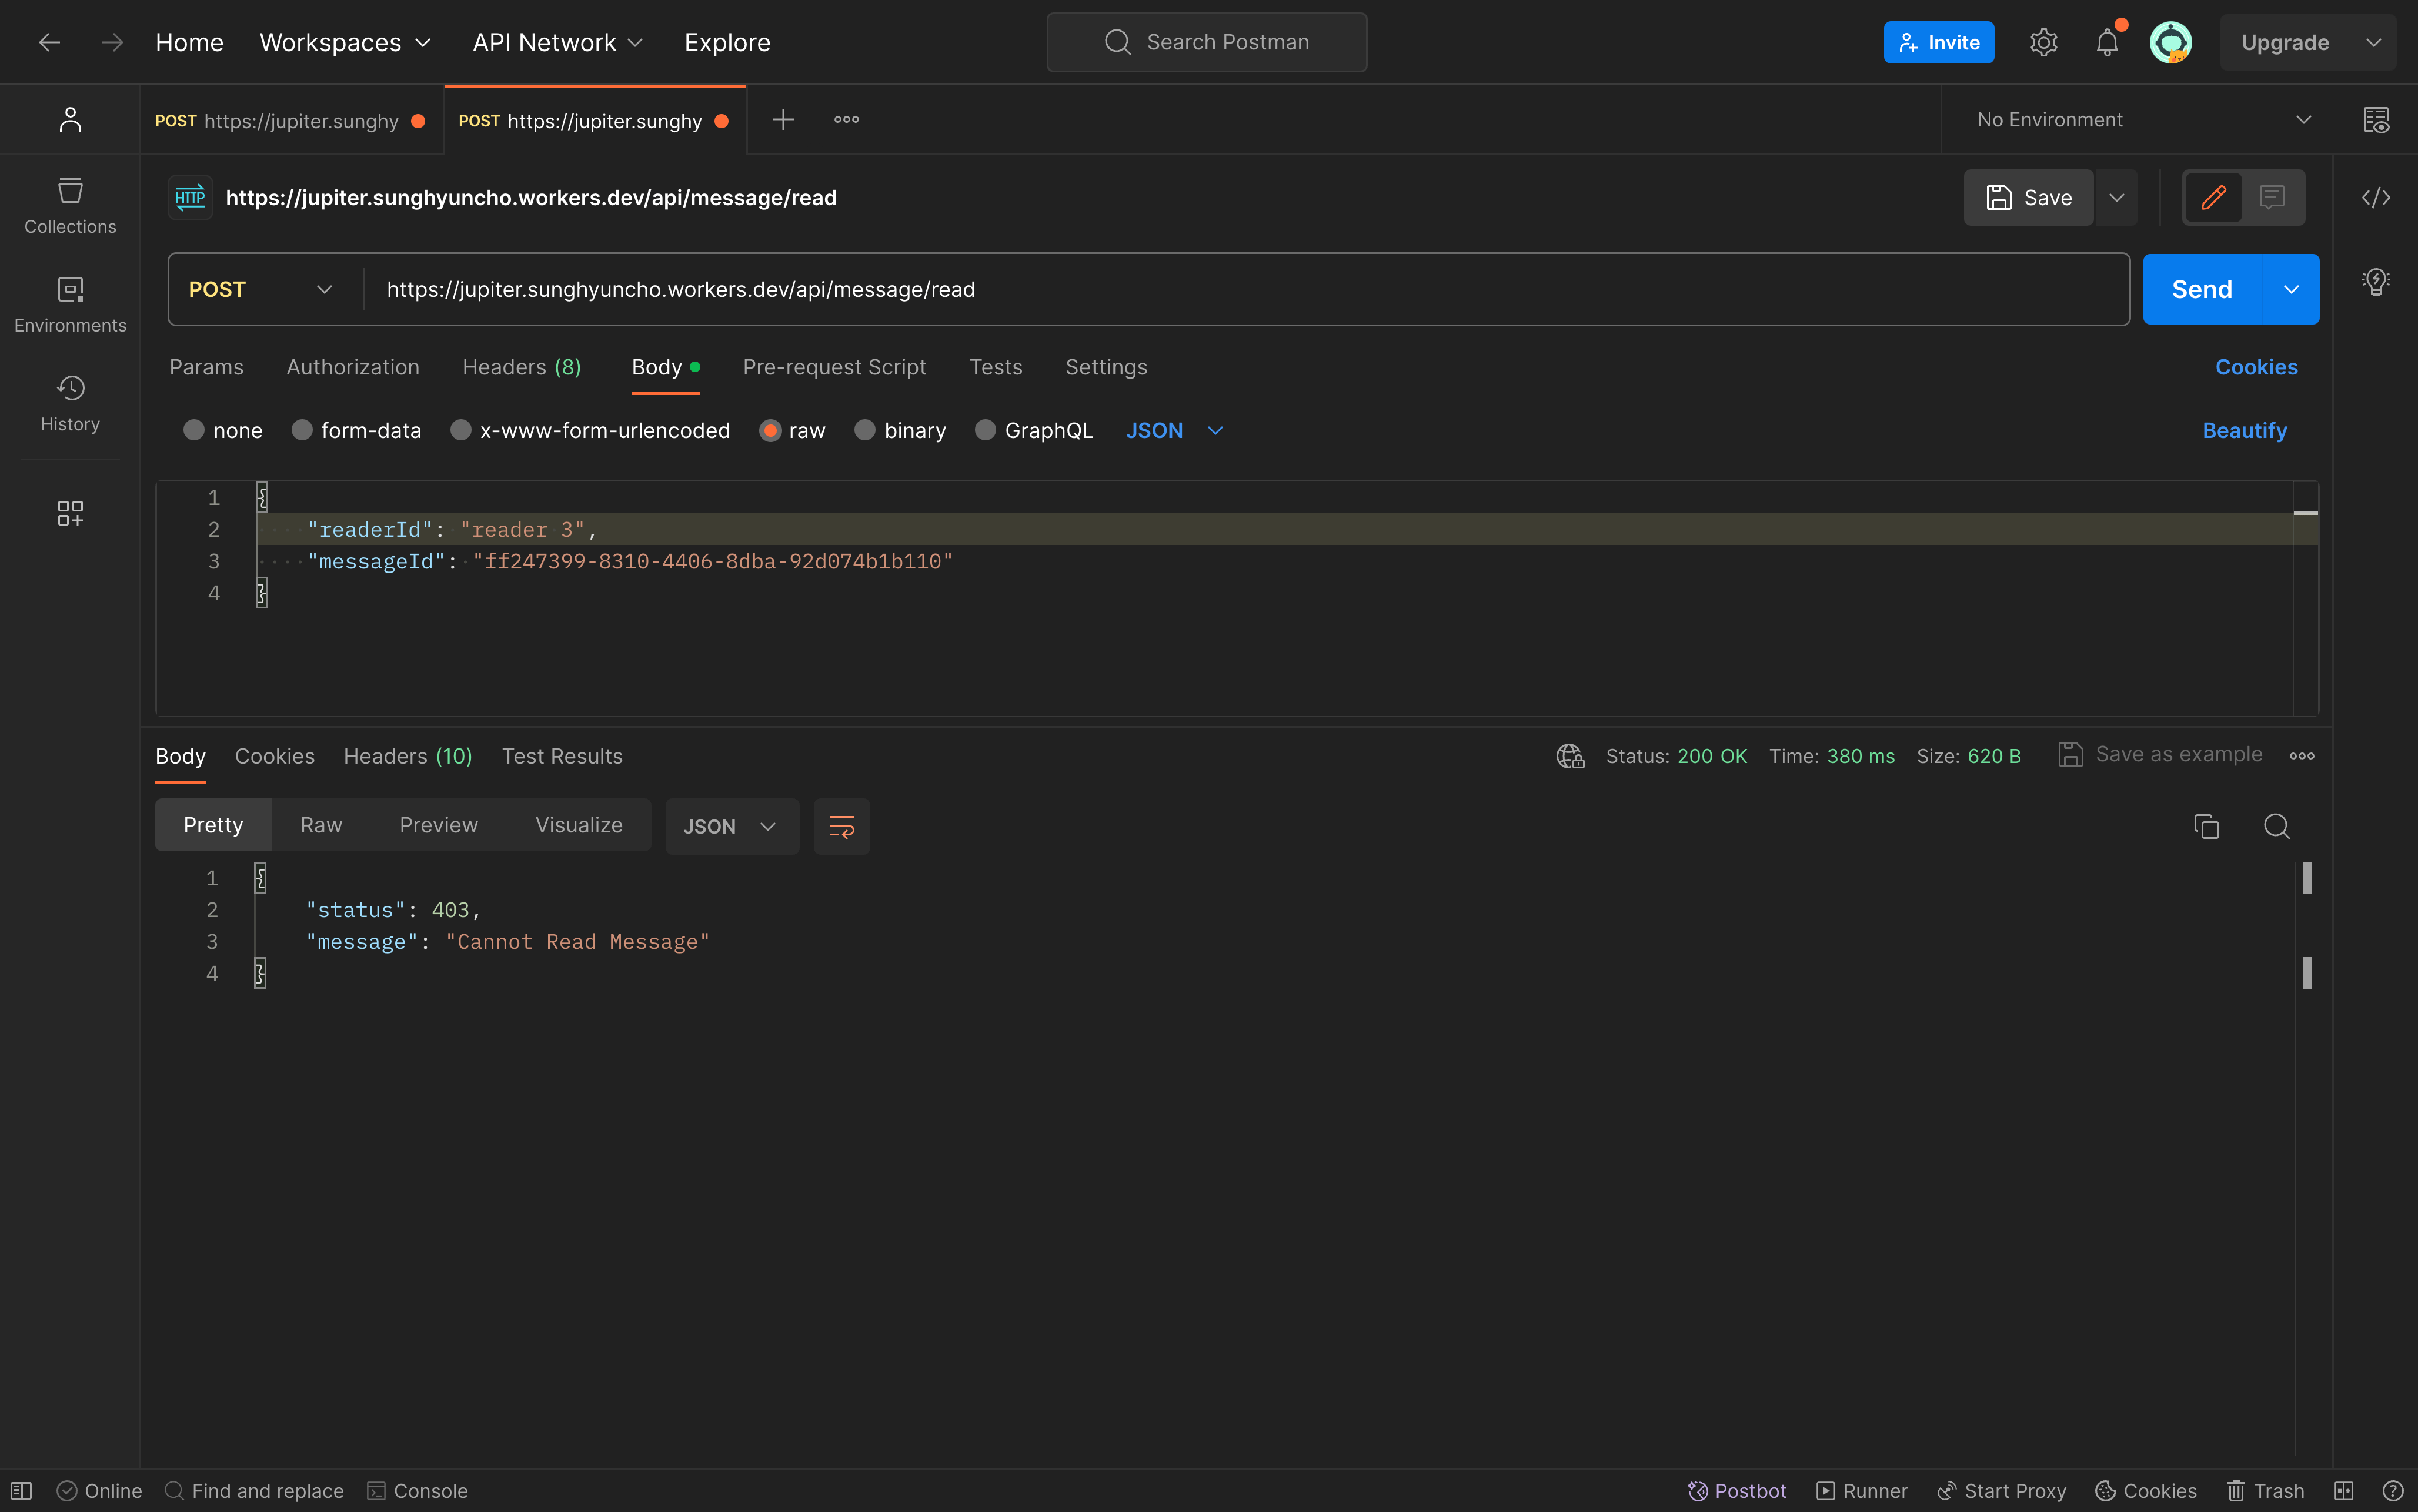 Home Workspaces API Network Explore Search Postman Invite Upgrade
POST https://jupiter.sunghy POST https://jupiter.sunghy No Environment
HTTP https://jupiter.sunghyuncho.workers.dev/api/message/read Save
Collections
POST https://jupiter.sunghyuncho.workers.dev/api/message/read Send
Environments
Params Authorization Headers (8) Body Pre-request Script Tests Settings Cookies
History
none form-data x-www-form-urlencoded raw binary GraphQL JSON Beautify
1 {
2 "readerId": "reader 3",
3 "messageId": "ff247399-8310-4406-8dba-92d074b1b110"
4 }
Body Cookies Headers (10) Test Results Status: 200 OK Time: 380 ms Size: 620 B Save as example
Pretty Raw Preview Visualize JSON
1 {
2 "status": 403,
3 "message": "Cannot Read Message"
4 }
Online Find and replace Console Postbot Runner Start Proxy Cookies Trash